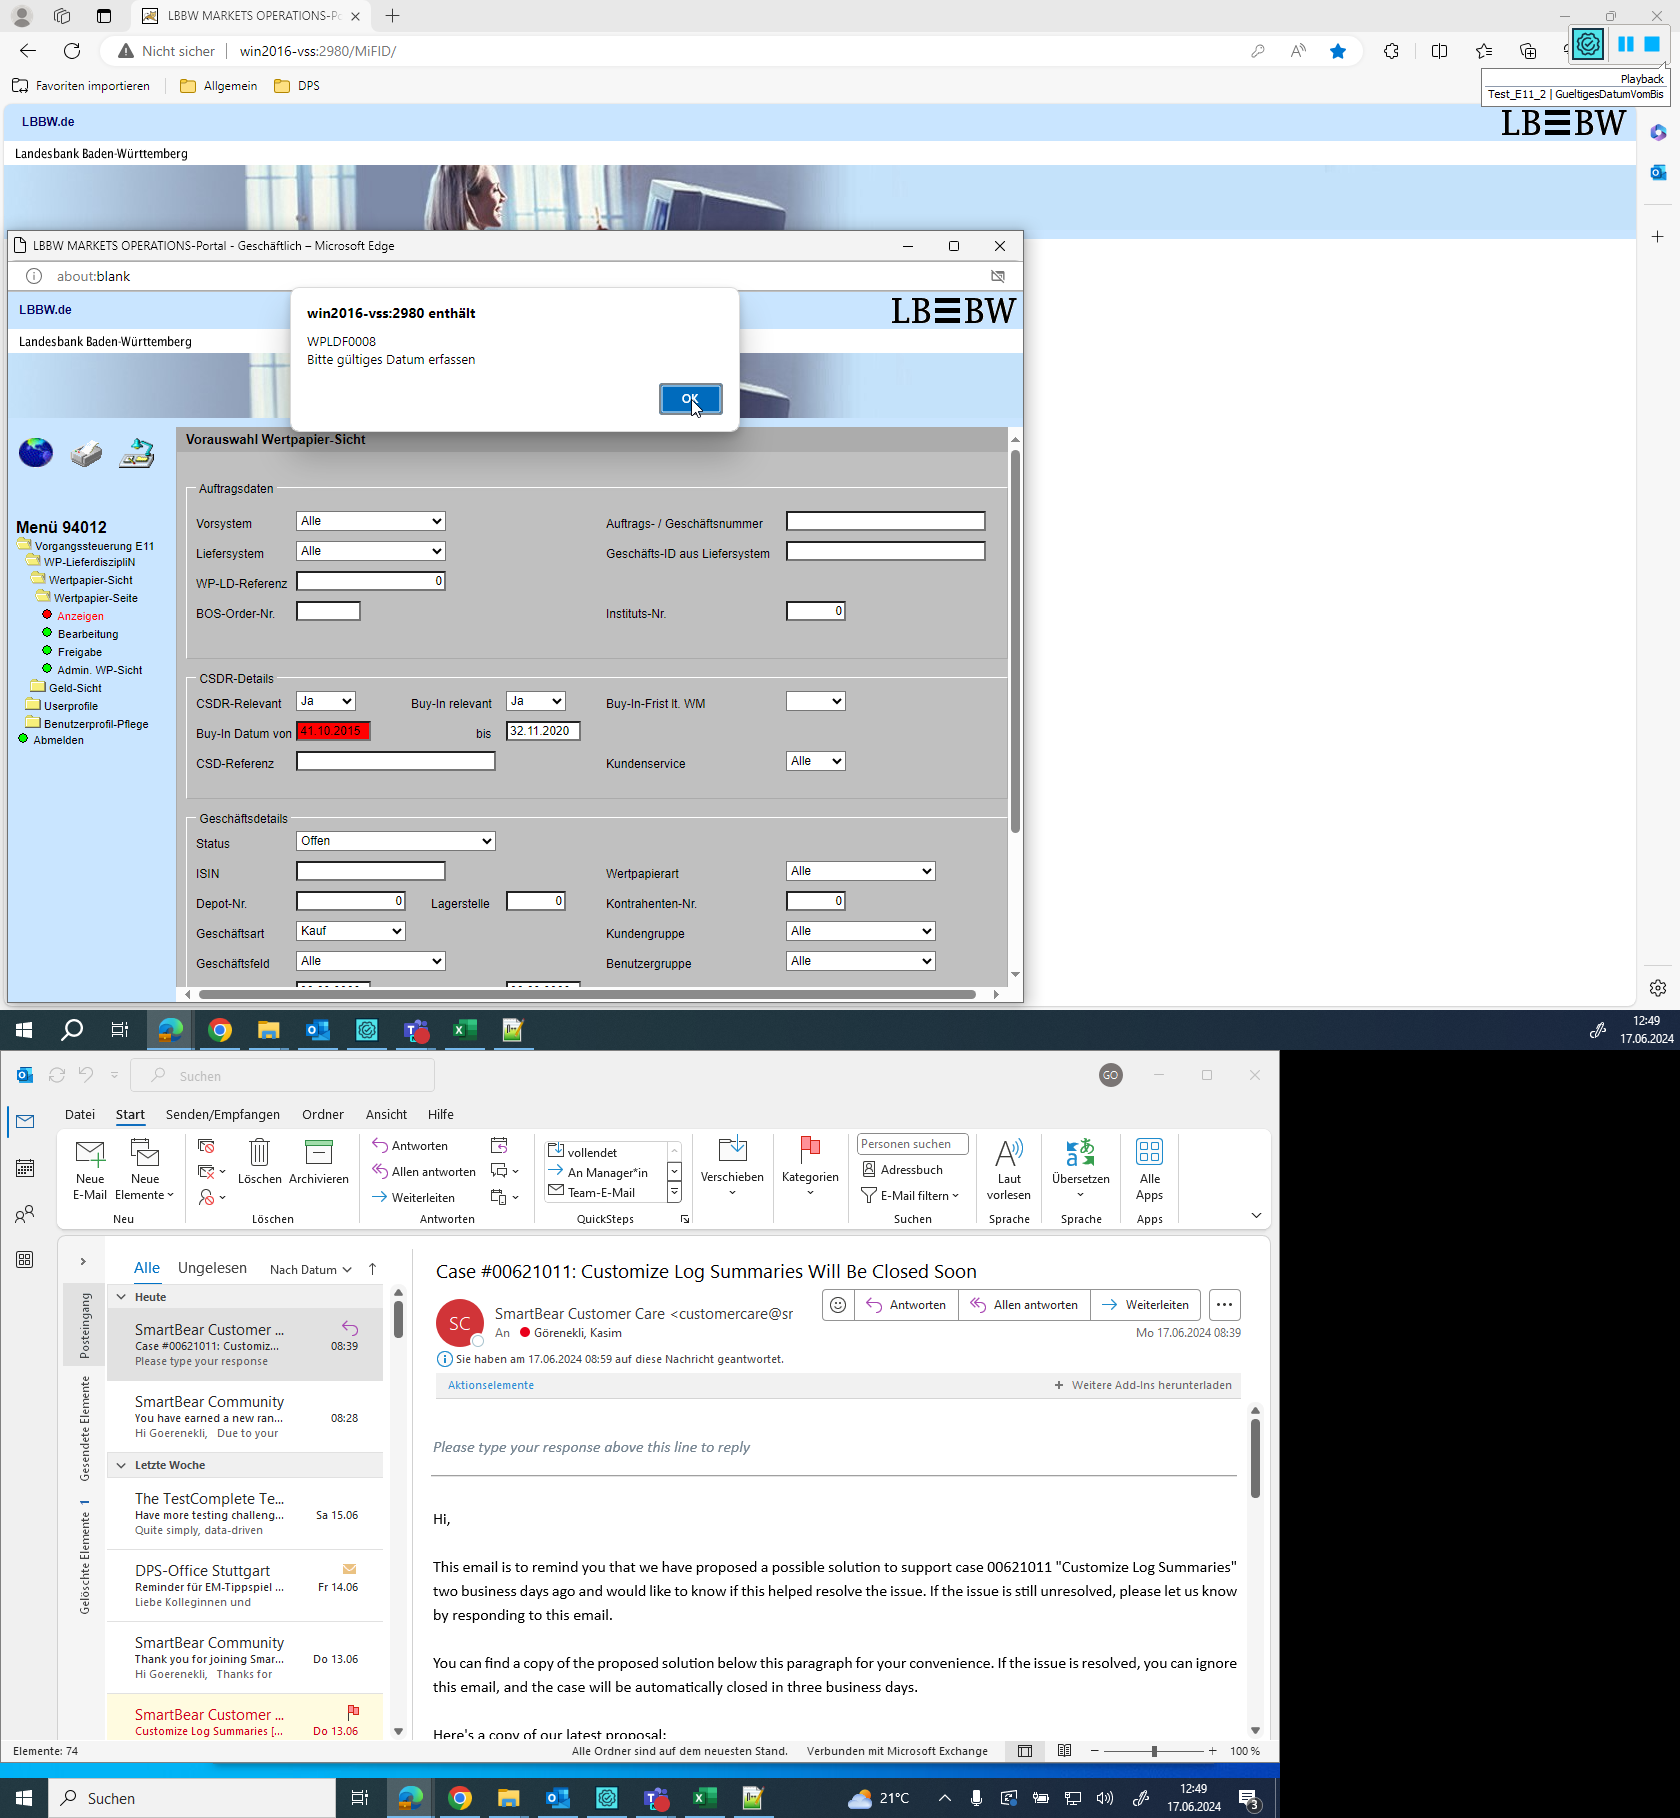 LBBW MARKETS OPERATIONS-Po
Nicht sicher
win2016-vss:2980/MiFID/
Favoriten importieren
Allgemein
DPS
Playback
Test_E11_2 | GueltigesDatumVomBis
LBBW.de
LB☰BW
Landesbank Baden-Württemberg
LBBW MARKETS OPERATIONS-Portal - Geschäftlich – Microsoft Edge
about:blank
LBBW.de
LB☰BW
Landesbank Baden-Württemberg
win2016-vss:2980 enthält
WPLDF0008
Bitte gültiges Datum erfassen
OK
Menü 94012
Vorgangssteuerung E11
WP-LieferdisziplıN
Wertpapier-Sicht
Wertpapier-Seite
Anzeigen
Bearbeitung
Freigabe
Admin. WP-Sicht
Geld-Sicht
Userprofile
Benutzerprofil-Pflege
Abmelden
Vorauswahl Wertpapier-Sicht
Auftragsdaten
Vorsystem Alle Auftrags- / Geschäftsnummer
Liefersystem Alle Geschäfts-ID aus Liefersystem
WP-LD-Referenz 0
BOS-Order-Nr. Instituts-Nr. 0
CSDR-Details
CSDR-Relevant Ja Buy-In relevant Ja Buy-In-Frist lt. WM
Buy-In Datum von 41.10.2015 bis 32.11.2020
CSD-Referenz Kundenservice Alle
Geschäftsdetails
Status Offen
ISIN Wertpapierart Alle
Depot-Nr. 0 Lagerstelle 0 Kontrahenten-Nr. 0
Geschäftsart Kauf Kundengruppe Alle
Geschäftsfeld Alle Benutzergruppe Alle
12:49
17.06.2024
Suchen
GO
Datei Start Senden/Empfangen Ordner Ansicht Hilfe
Neue E-Mail
Neue Elemente
Neu
Löschen
Archivieren
Löschen
Antworten
Allen antworten
Weiterleiten
Antworten
vollendet
An Manager*in
Team-E-Mail
QuickSteps
Verschieben
Kategorien
Personen suchen
Adressbuch
E-Mail filtern
Suchen
Laut vorlesen
Sprache
Übersetzen
Sprache
Alle Apps
Apps
Posteingang
Gesendete Elemente
Gelöschte Elemente 1
Alle Ungelesen Nach Datum
Heute
SmartBear Customer ...
Case #00621011: Customiz... 08:39
Please type your response
SmartBear Community
You have earned a new ran... 08:28
Hi Goerenekli, Due to your
Letzte Woche
The TestComplete Te...
Have more testing challeng... Sa 15.06
Quite simply, data-driven
DPS-Office Stuttgart
Reminder für EM-Tippspiel ... Fr 14.06
Liebe Kolleginnen und
SmartBear Community
Thank you for joining Smar... Do 13.06
Hi Goerenekli, Thanks for
SmartBear Customer ...
Customize Log Summaries [... Do 13.06
Case #00621011: Customize Log Summaries Will Be Closed Soon
SC
SmartBear Customer Care <customercare@sr
An Görenekli, Kasim
Antworten
Allen antworten
Weiterleiten
Mo 17.06.2024 08:39
Sie haben am 17.06.2024 08:59 auf diese Nachricht geantwortet.
Aktionselemente
+ Weitere Add-Ins herunterladen
Please type your response above this line to reply
Hi,
This email is to remind you that we have proposed a possible solution to support case 00621011 "Customize Log Summaries"
two business days ago and would like to know if this helped resolve the issue. If the issue is still unresolved, please let us know
by responding to this email.
You can find a copy of the proposed solution below this paragraph for your convenience. If the issue is resolved, you can ignore
this email, and the case will be automatically closed in three business days.
Here's a copy of our latest proposal:
Elemente: 74
Alle Ordner sind auf dem neuesten Stand.
Verbunden mit Microsoft Exchange
100 %
Suchen
21°C
12:49
17.06.2024
3